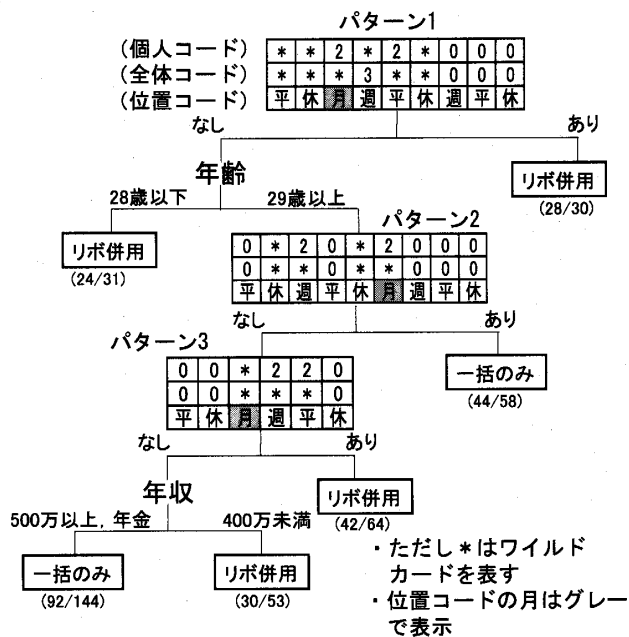 パターン1
(個人コード) * * 2 * 2 * 0 0 0
(全体コード) * * * 3 * * 0 0 0
(位置コード) 平 休 月 週 平 休 週 平 休
なし
あり
年齢
28歳以下
29歳以上
リボ併用
(28/30)
リボ併用
(24/31)
パターン2
0 * 2 0 * 2 0 0 0
0 * * 0 * * 0 0 0
平 休 週 平 休 月 週 平 休
なし
あり
パターン3
0 0 * 2 2 0
0 0 * * * 0
平 休 月 週 平 休
一括のみ
(44/58)
なし
あり
年収
リボ併用
(42/64)
500万以上, 年金
400万未満
一括のみ
(92/144)
リボ併用
(30/53)
・ただし*はワイルド
カードを表す
・位置コードの月はグレー
で表示